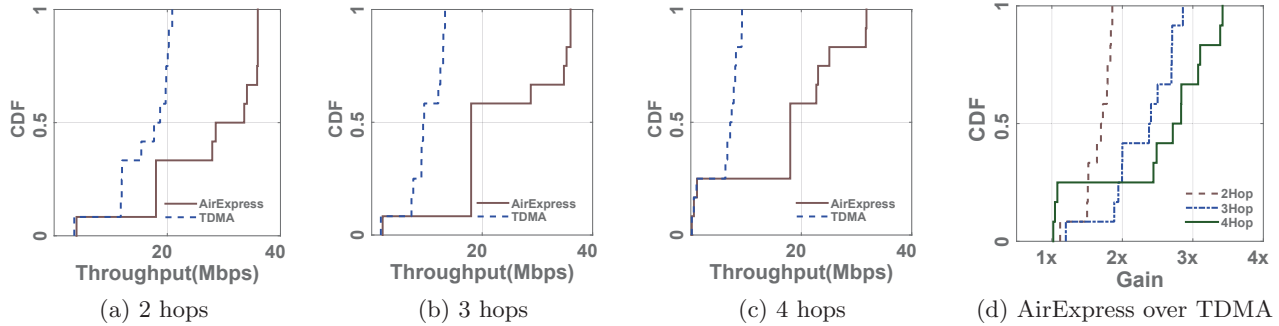 1
CDF
0.5
0
AirExpress
TDMA
20
40
Throughput(Mbps)
(a) 2 hops
1
CDF
0.5
0
AirExpress
TDMA
20
40
Throughput(Mbps)
(b) 3 hops
1
CDF
0.5
0
AirExpress
TDMA
20
40
Throughput(Mbps)
(c) 4 hops
1
CDF
0.5
0
2Hop
3Hop
4Hop
1x 2x 3x 4x
Gain
(d) AirExpress over TDMA